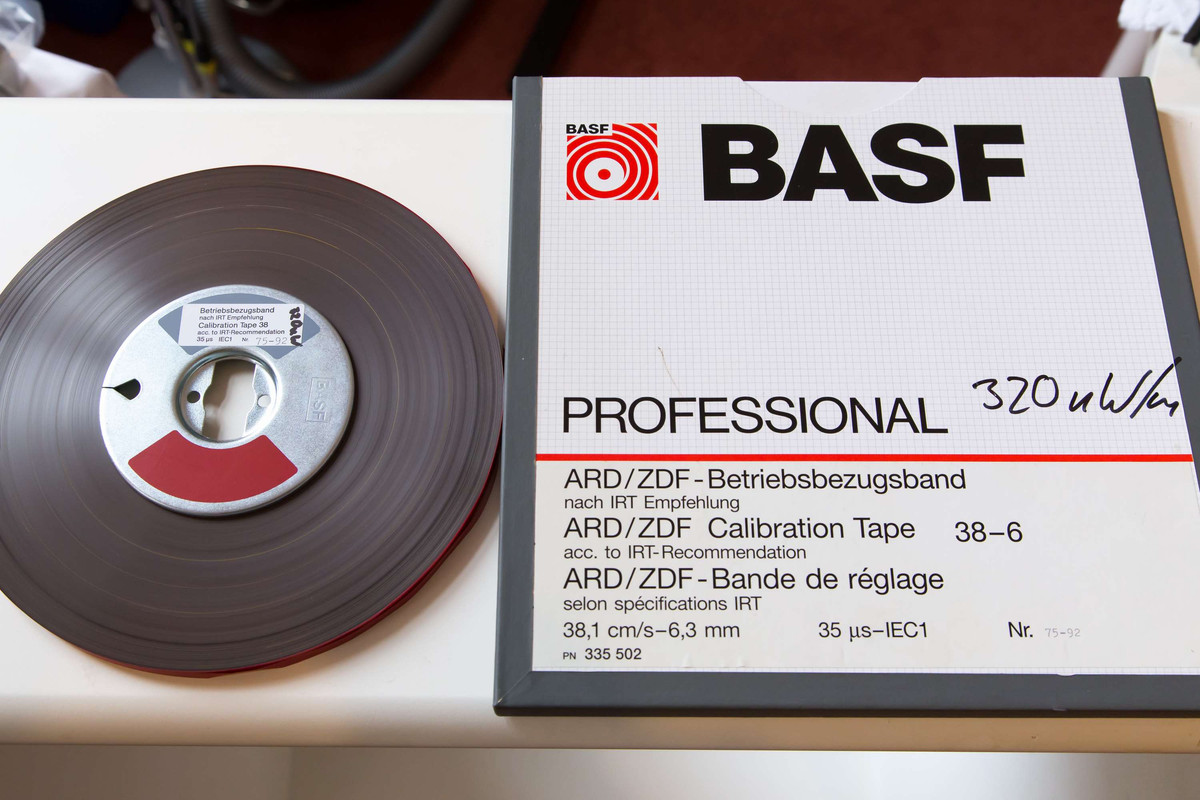 Betriebsbezugsband
nach IRT Empfehlung
Calibration Tape 38
acc. to IRT-Recommendation
35 µs IEC1 Nr. 75-92
BASF
BASF
BASF
PROFESSIONAL
320 nW/m
ARD/ZDF-Betriebsbezugsband
nach IRT Empfehlung
ARD/ZDF Calibration Tape 38-6
acc. to IRT-Recommendation
ARD/ZDF-Bande de réglage
selon spécifications IRT
38,1 cm/s–6,3 mm 35 µs–IEC1 Nr. 75-92
PN 335 502